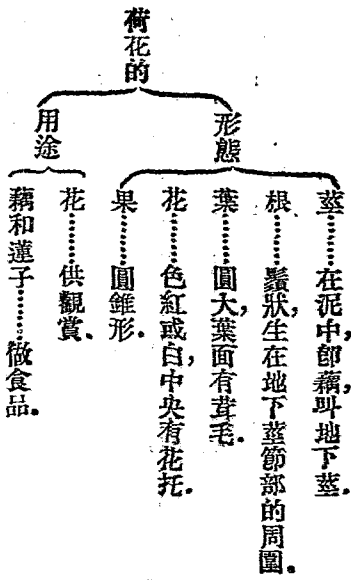 荷花的
形態
莖……在泥中,卽藕,叫地下莖.
根……鬚狀,生在地下莖節部的周圍。
葉……圓大,葉面有茸毛.
花……色紅或白,中央有花托.
果……圓錐形.
用途
花……供觀賞.
藕和蓮子……做食品.